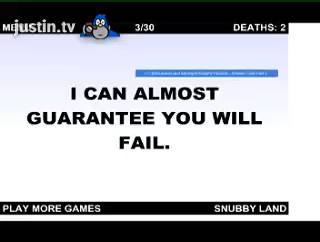 justin.tv
3/30
DEATHS: 2
I CAN ALMOST
GUARANTEE YOU WILL
FAIL.
PLAY MORE GAMES
SNUBBY LAND